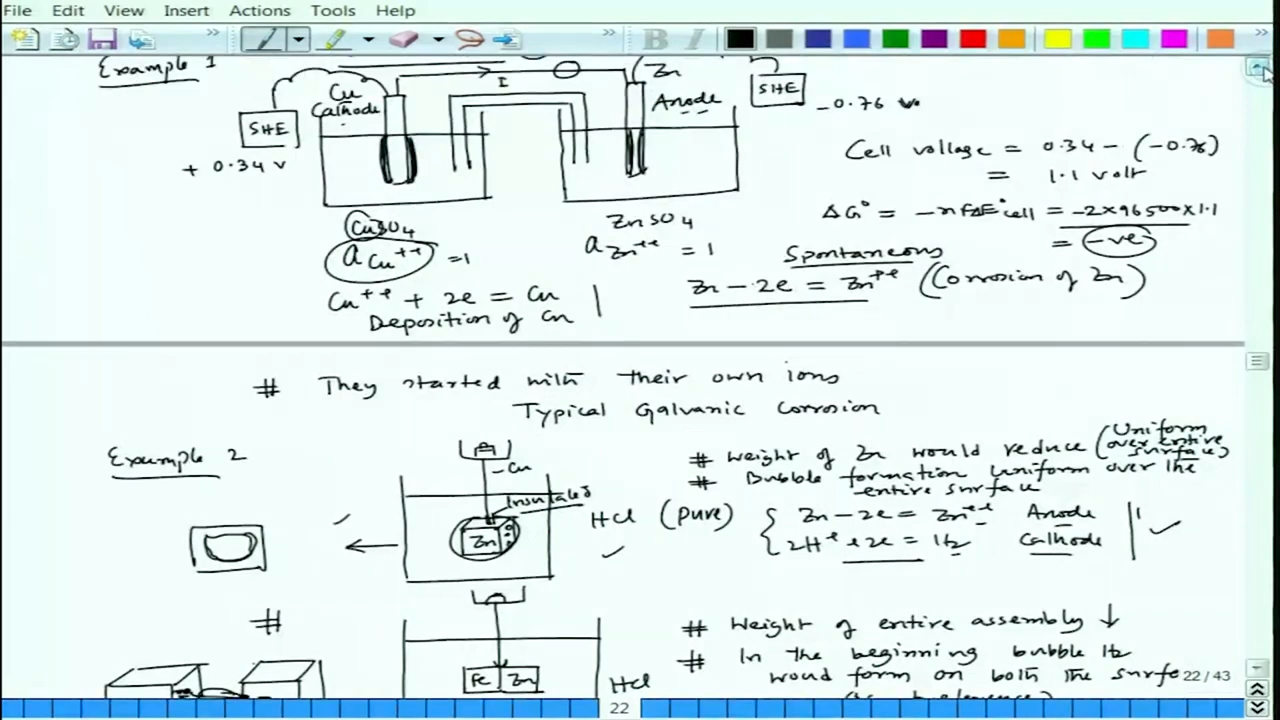 File Edit View Insert Actions Tools Help
Example 1
Cu
Cathode
I
Zn
Anode
SHE
SHE
+ 0.34 v
-0.76
Cell voltage = 0.34 - (-0.76)
= 1.1 volt
ΔG° = -nFE°cell = -2×96500×1.1
= -ve
CuSO4
aCu++ = 1
ZnSO4
aZn++ = 1
Spontaneous
Cu++ + 2e = Cu
Deposition of Cu
Zn - 2e = Zn++ (Corrosion of Zn)
# They started with their own ions
Typical Galvanic Corrosion
Example 2
Cu
Insulated
Zn
HCl (pure)
# Weight of Zn would reduce (Uniform over entire surface)
# Bubble formation uniform over the
entire surface
Zn - 2e = Zn++ Anode
2H+ + 2e = H2 Cathode
#
Fe Zn
HCl
# Weight of entire assembly ↓
# In the beginning bubble H2
would form on both the surfa
22/43
22